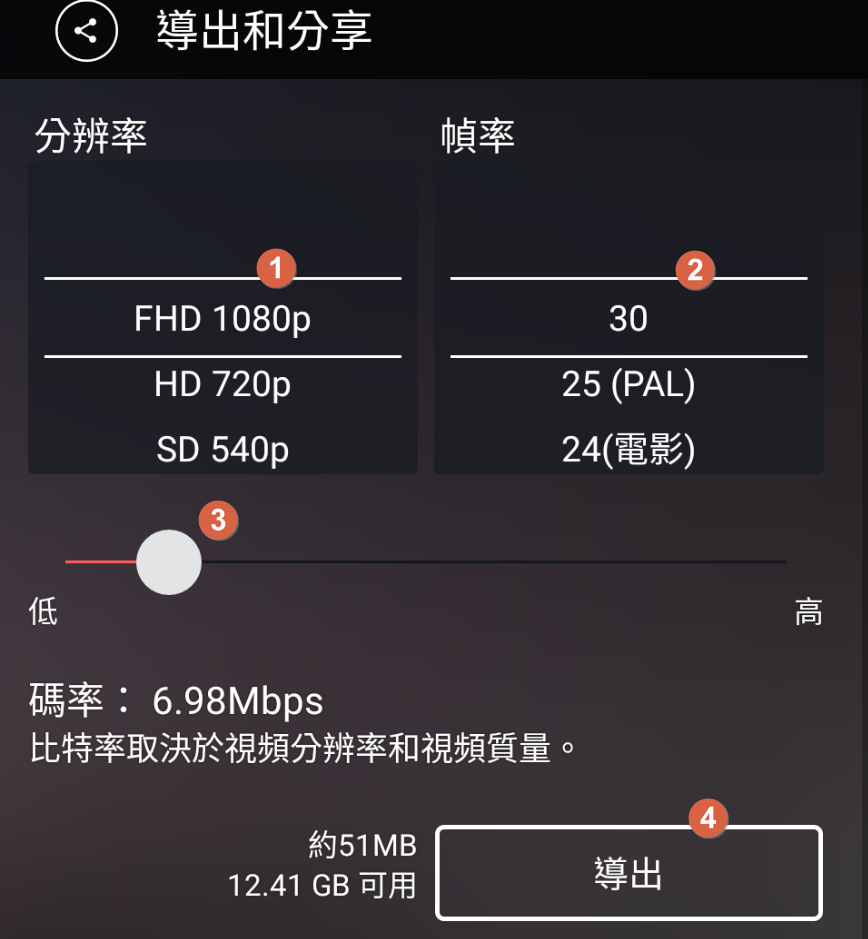 導出和分享
分辨率
幀率
1
2
FHD 1080p
30
HD 720p
25 (PAL)
SD 540p
24(電影)
3
低
高
碼率： 6.98Mbps
比特率取決於視頻分辨率和視頻質量。
4
約51MB
12.41 GB 可用
導出